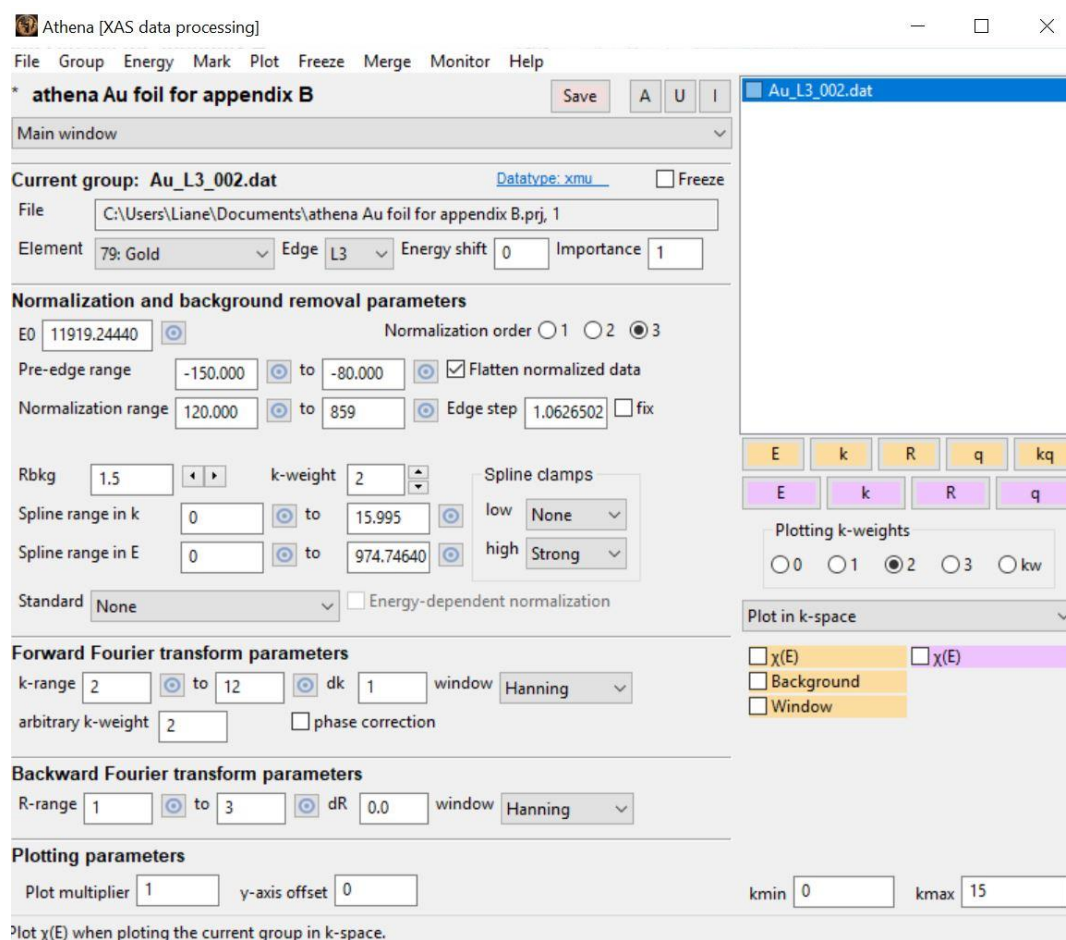 Athena [XAS data processing]
File Group Energy Mark Plot Freeze Merge Monitor Help
* athena Au foil for appendix B Save A U I
Main window
Current group: Au_L3_002.dat Datatype: xmu Freeze
File C:\Users\Liane\Documents\athena Au foil for appendix B.prj, 1
Element 79: Gold Edge L3 Energy shift 0 Importance 1
Normalization and background removal parameters
E0 11919.24440 Normalization order 1 2 3
Pre-edge range -150.000 to -80.000 Flatten normalized data
Normalization range 120.000 to 859 Edge step 1.0626502 fix
Rbkg 1.5 k-weight 2 Spline clamps
Spline range in k 0 to 15.995 low None
Spline range in E 0 to 974.74640 high Strong
Standard None Energy-dependent normalization
Forward Fourier transform parameters
k-range 2 to 12 dk 1 window Hanning
arbitrary k-weight 2 phase correction
Backward Fourier transform parameters
R-range 1 to 3 dR 0.0 window Hanning
Plotting parameters
Plot multiplier 1 y-axis offset 0
Au_L3_002.dat
E k R q kq
E k R q
Plotting k-weights
0 1 2 3 kw
Plot in k-space
χ(E) χ(E)
Background
Window
kmin 0 kmax 15
Plot χ(E) when ploting the current group in k-space.